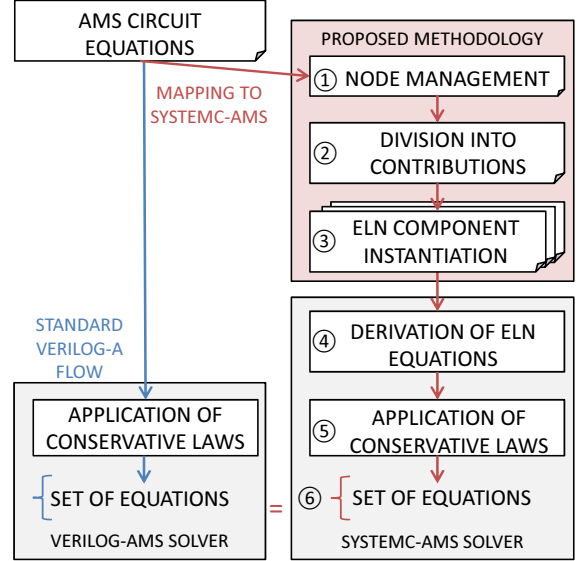 AMS CIRCUIT
EQUATIONS
PROPOSED METHODOLOGY
① NODE MANAGEMENT
MAPPING TO
SYSTEMC-AMS
② DIVISION INTO
CONTRIBUTIONS
③ ELN COMPONENT
INSTANTIATION
STANDARD
VERILOG-A
FLOW
④ DERIVATION OF ELN
EQUATIONS
APPLICATION OF
CONSERVATIVE LAWS
⑤ APPLICATION OF
CONSERVATIVE LAWS
SET OF EQUATIONS
=
⑥ SET OF EQUATIONS
VERILOG-AMS SOLVER
SYSTEMC-AMS SOLVER